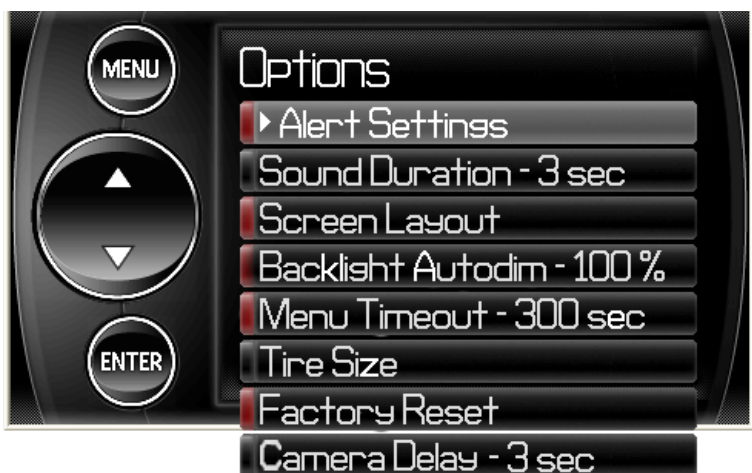 MENU
ENTER
Options
Alert Settings
Sound Duration - 3 sec
Screen Layout
Backlight Autodim - 100 %
Menu Timeout - 300 sec
Tire Size
Factory Reset
Camera Delay - 3 sec